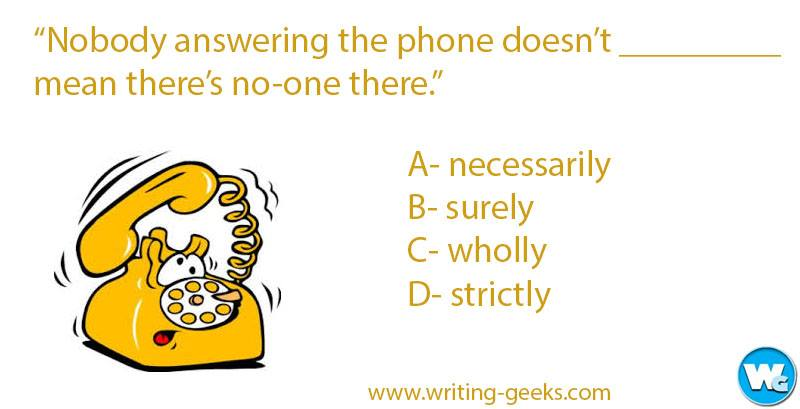 “Nobody answering the phone doesn’t _________
mean there’s no-one there.”
A- necessarily
B- surely
C- wholly
D- strictly
www.writing-geeks.com
WG